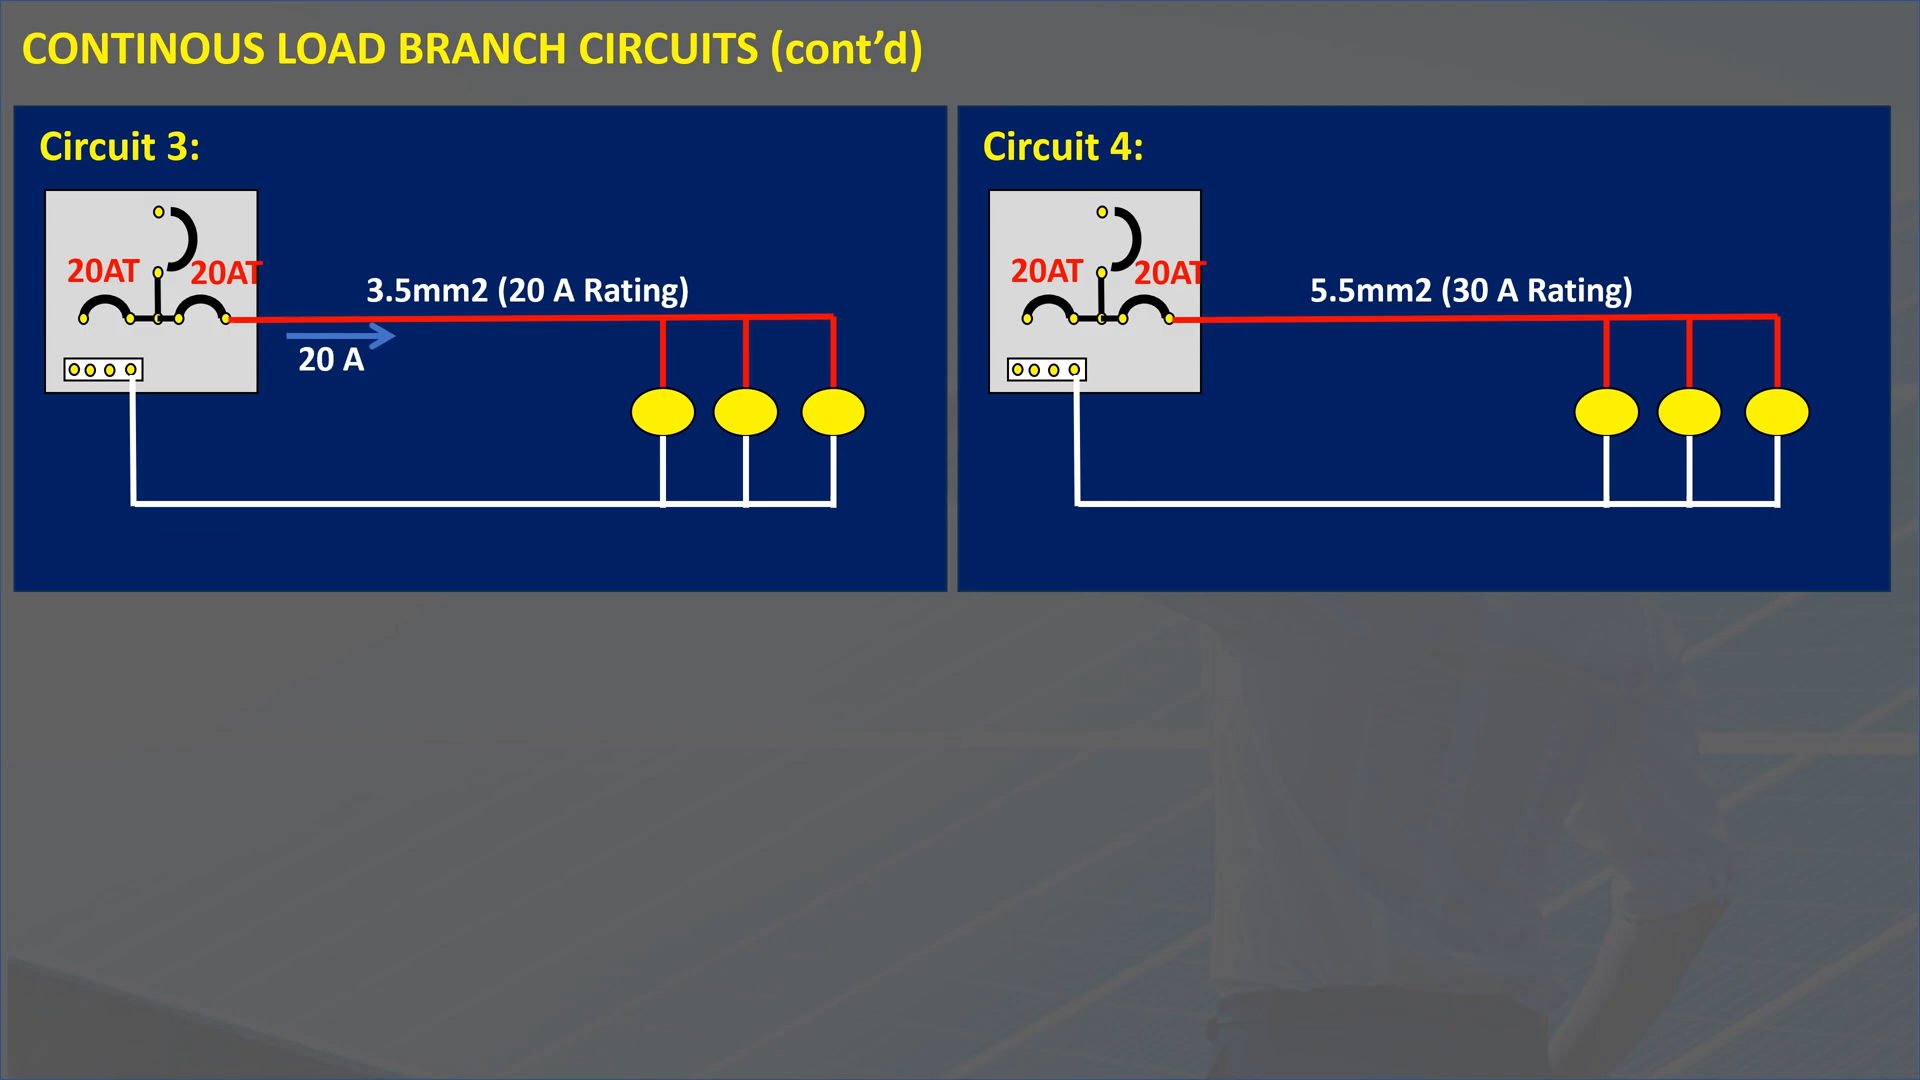 CONTINOUS LOAD BRANCH CIRCUITS (cont’d)
Circuit 3:
20AT 20AT
3.5mm2 (20 A Rating)
20 A
Circuit 4:
20AT 20AT
5.5mm2 (30 A Rating)